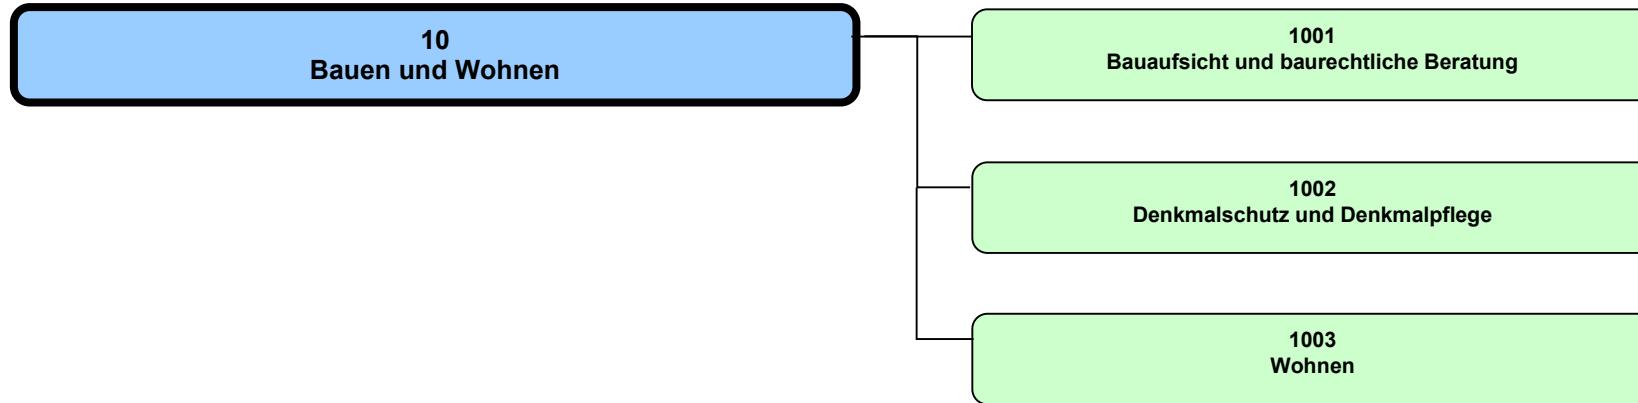 10
Bauen und Wohnen
1001
Bauaufsicht und baurechtliche Beratung
1002
Denkmalschutz und Denkmalpflege
1003
Wohnen